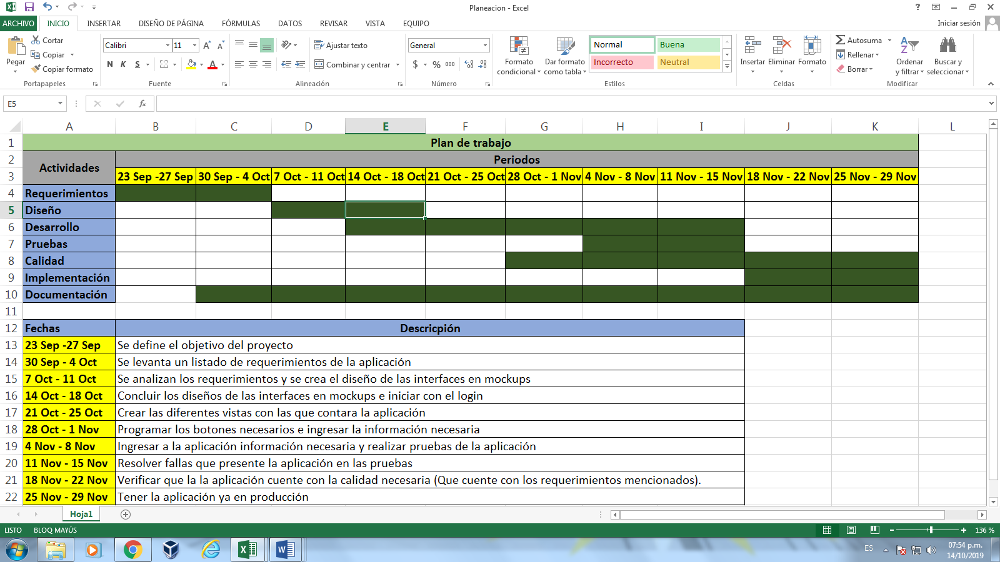 Planeacion - Excel
?
ARCHIVO INICIO INSERTAR DISEÑO DE PÁGINA FÓRMULAS DATOS REVISAR VISTA EQUIPO Iniciar sesión
Pegar
Cortar
Copiar
Copiar formato
Portapapeles
Calibri 11
N K S
Fuente
Ajustar texto
Combinar y centrar
Alineación
General
$ % 000
Número
Formato condicional
Dar formato como tabla
Normal Buena
Incorrecto Neutral
Estilos
Insertar Eliminar Formato
Celdas
Autosuma
Rellenar
Borrar
Ordenar y filtrar
Buscar y seleccionar
Modificar
E5 fx
A B C D E F G H I J K L
1 Plan de trabajo
2 Actividades Periodos
3 23 Sep -27 Sep 30 Sep - 4 Oct 7 Oct - 11 Oct 14 Oct - 18 Oct 21 Oct - 25 Oct 28 Oct - 1 Nov 4 Nov - 8 Nov 11 Nov - 15 Nov 18 Nov - 22 Nov 25 Nov - 29 Nov
4 Requerimientos
5 Diseño
6 Desarrollo
7 Pruebas
8 Calidad
9 Implementación
10 Documentación
11
12 Fechas Descricpión
13 23 Sep -27 Sep Se define el objetivo del proyecto
14 30 Sep - 4 Oct Se levanta un listado de requerimientos de la aplicación
15 7 Oct - 11 Oct Se analizan los requerimientos y se crea el diseño de las interfaces en mockups
16 14 Oct - 18 Oct Concluir los diseños de las interfaces en mockups e iniciar con el login
17 21 Oct - 25 Oct Crear las diferentes vistas con las que contara la aplicación
18 28 Oct - 1 Nov Programar los botones necesarios e ingresar la información necesaria
19 4 Nov - 8 Nov Ingresar a la aplicación información necesaria y realizar pruebas de la aplicación
20 11 Nov - 15 Nov Resolver fallas que presente la aplicación en las pruebas
21 18 Nov - 22 Nov Verificar que la la aplicación cuente con la calidad necesaria (Que cuente con los requerimientos mencionados).
22 25 Nov - 29 Nov Tener la aplicación ya en producción
Hoja1
LISTO BLOQ MAYÚS 136 %
ES 07:54 p.m.
14/10/2019